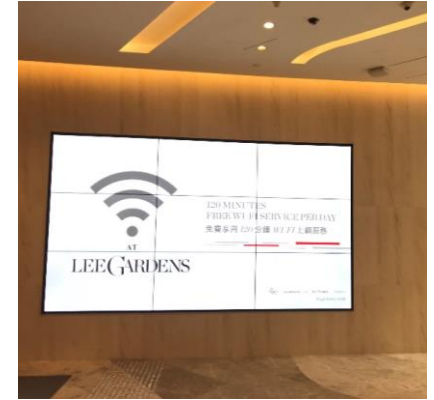 AT
LEE GARDENS
120 MINUTES
FREE WI-FI SERVICE PER DAY
免費享用 120 分鐘 WI-FI 上網服務